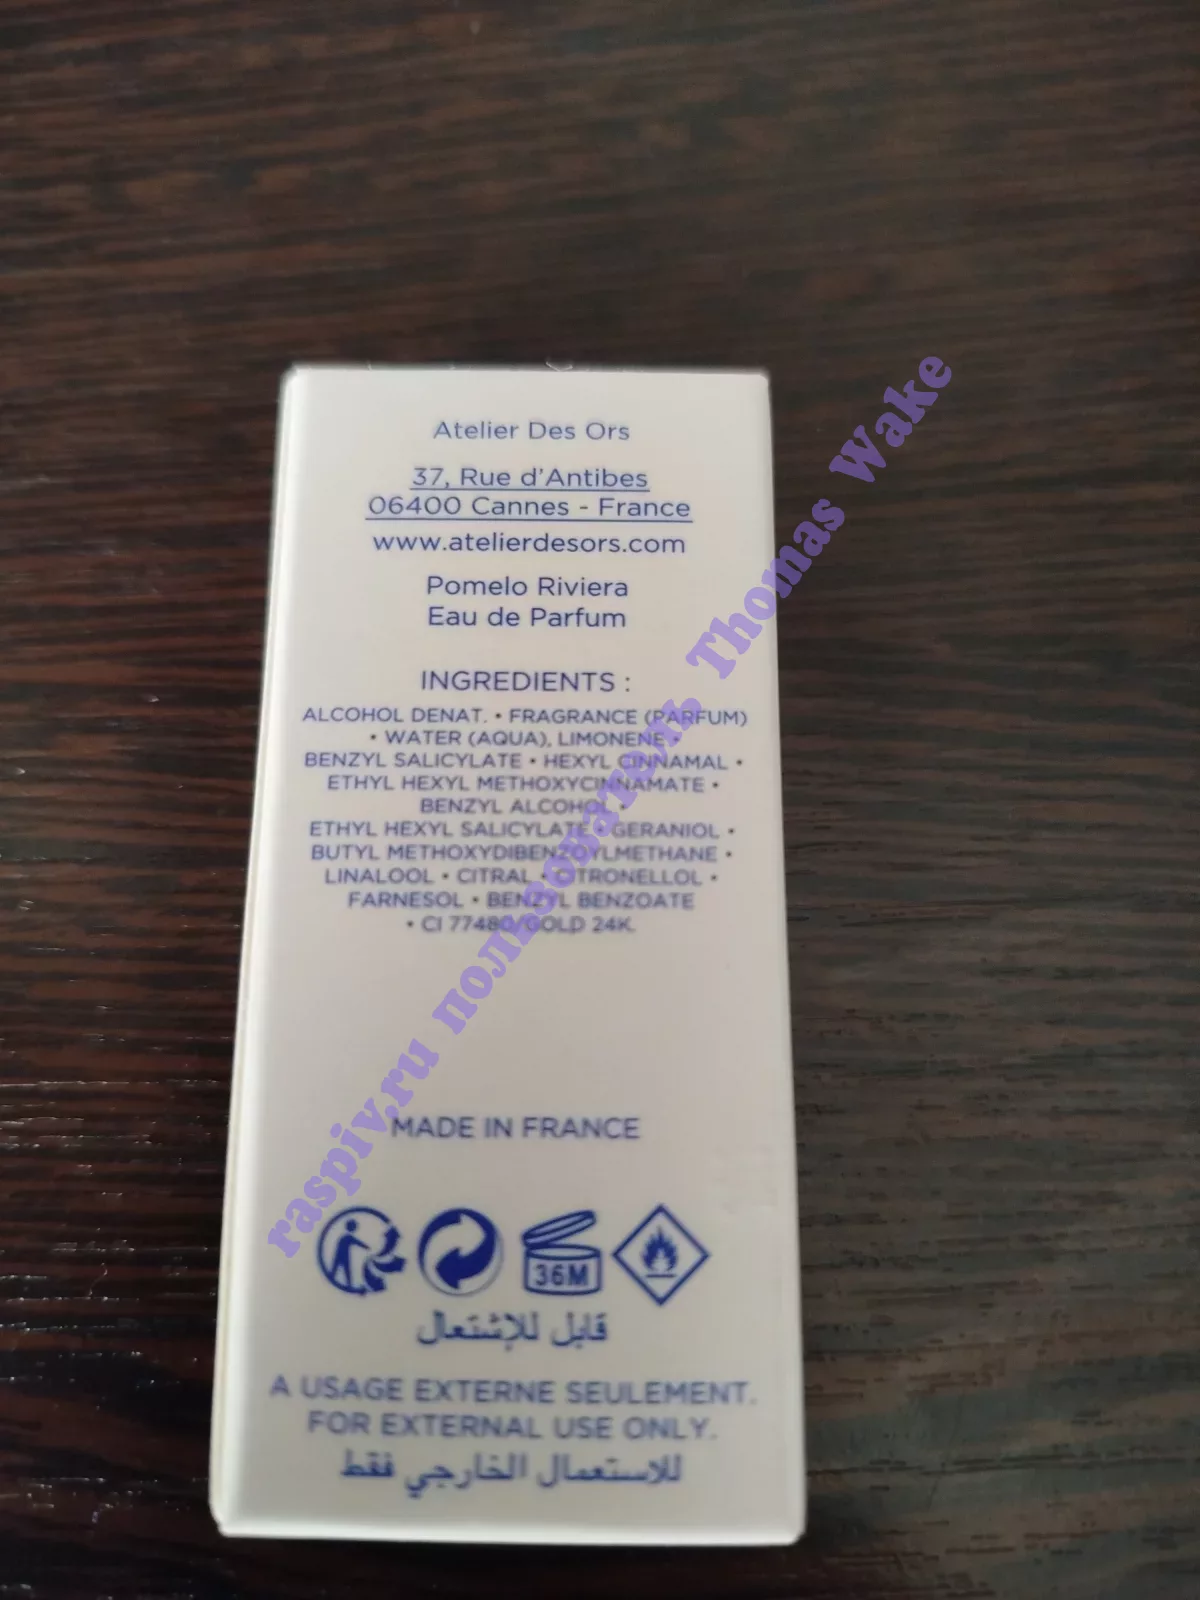 Atelier Des Ors
37, Rue d'Antibes
06400 Cannes - France
www.atelierdesors.com
Pomelo Riviera
Eau de Parfum
INGREDIENTS :
ALCOHOL DENAT. • FRAGRANCE (PARFUM)
• WATER (AQUA), LIMONENE •
BENZYL SALICYLATE • HEXYL CINNAMAL •
ETHYL HEXYL METHOXYCINNAMATE •
BENZYL ALCOHOL •
ETHYL HEXYL SALICYLATE • GERANIOL •
BUTYL METHOXYDIBENZOYLMETHANE •
LINALOOL • CITRAL • CITRONELLOL •
FARNESOL • BENZYL BENZOATE
• CI 77480/GOLD 24K.
MADE IN FRANCE
36M
قابل للإشتعال
A USAGE EXTERNE SEULEMENT.
FOR EXTERNAL USE ONLY.
للاستعمال الخارجي فقط
raspiv.ru пользователь Thomas Wake